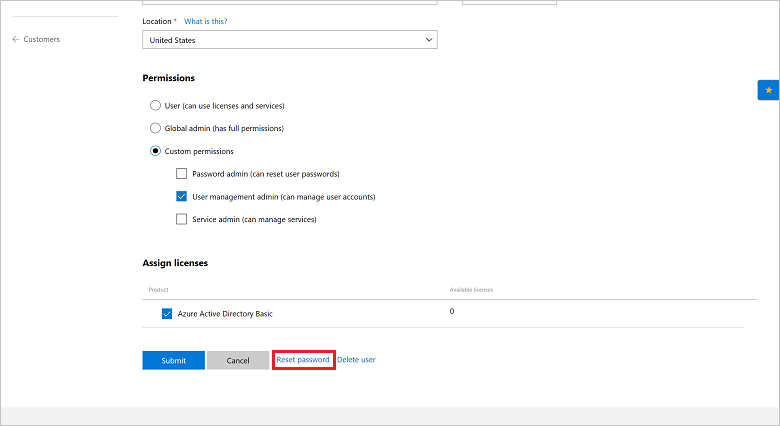 Location * What is this?
Customers
United States
Permissions
User (can use licenses and services)
Global admin (has full permissions)
Custom permissions
Password admin (can reset user passwords)
User management admin (can manage user accounts)
Service admin (can manage services)
Assign licenses
Product Available licenses
Azure Active Directory Basic 0
Submit Cancel Reset password Delete user